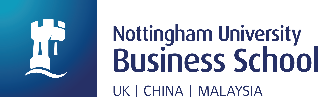 Nottingham University
Business School
UK | CHINA | MALAYSIA